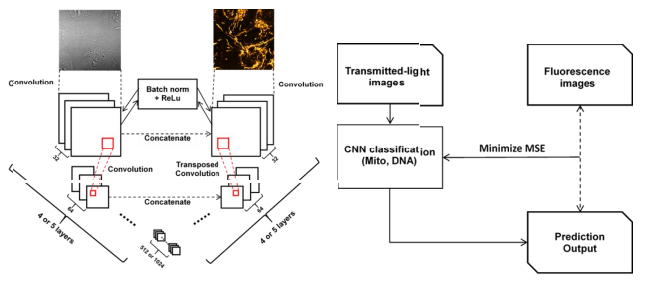 Convolution
Convolution
Batch norm
+ ReLu
Concatenate
32
32
Convolution
Transposed
Convolution
Concatenate
64
64
4 or 5 layers
4 or 5 layers
512 or 1024
Transmitted-light
images
Fluorescence
images
CNN classification
(Mito, DNA)
Minimize MSE
Prediction
Output